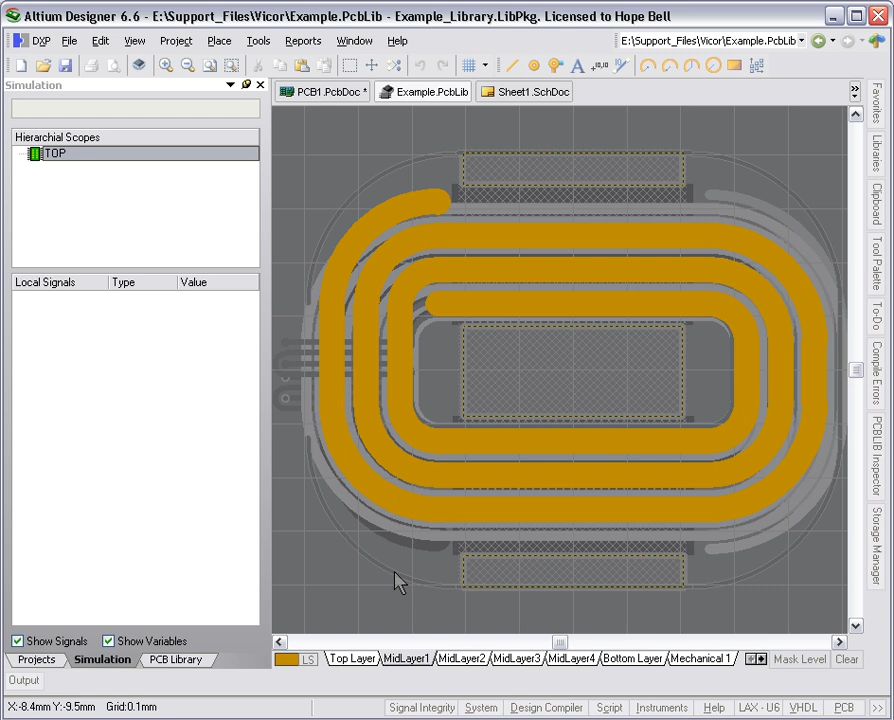 Altium Designer 6.6 - E:\Support_Files\Vicor\Example.PcbLib - Example_Library.LibPkg. Licensed to Hope Bell
DXP File Edit View Project Place Tools Reports Window Help E:\Support_Files\Vicor\Example.PcbLib
A +10,0
Simulation
PCB1.PcbDoc * Example.PcbLib Sheet1.SchDoc
Hierarchial Scopes
TOP
Local Signals Type Value
Show Signals Show Variables
Projects Simulation PCB Library
LS Top Layer MidLayer1 MidLayer2 MidLayer3 MidLayer4 Bottom Layer Mechanical 1 Mask Level Clear
Favorites
Libraries
Clipboard
Tool Palette
To-Do
Compile Errors
PCBLIB Inspector
Storage Manager
Output
X:-8.4mm Y:-9.5mm Grid:0.1mm Signal Integrity System Design Compiler Script Instruments Help LAX - U6 VHDL PCB >>